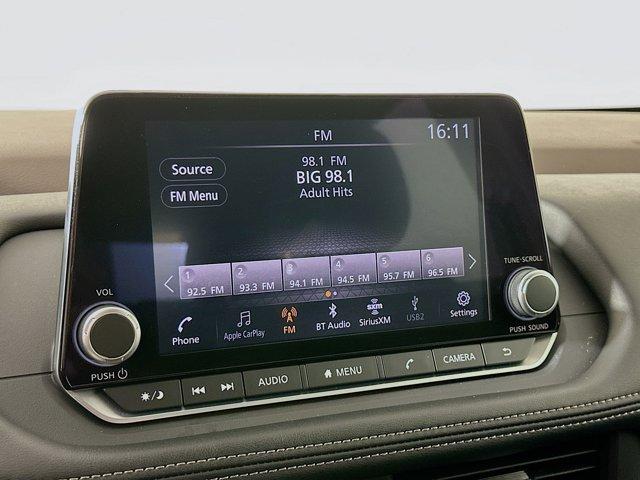 FM
16:11
98.1 FM
BIG 98.1
Adult Hits
Source
FM Menu
1 2 3 4 5 6
92.5 FM 93.3 FM 94.1 FM 94.5 FM 95.7 FM 96.5 FM
Phone Apple CarPlay FM BT Audio SiriusXM USB2 Settings
sxm
VOL
PUSH
TUNE·SCROLL
PUSH SOUND
AUDIO MENU CAMERA